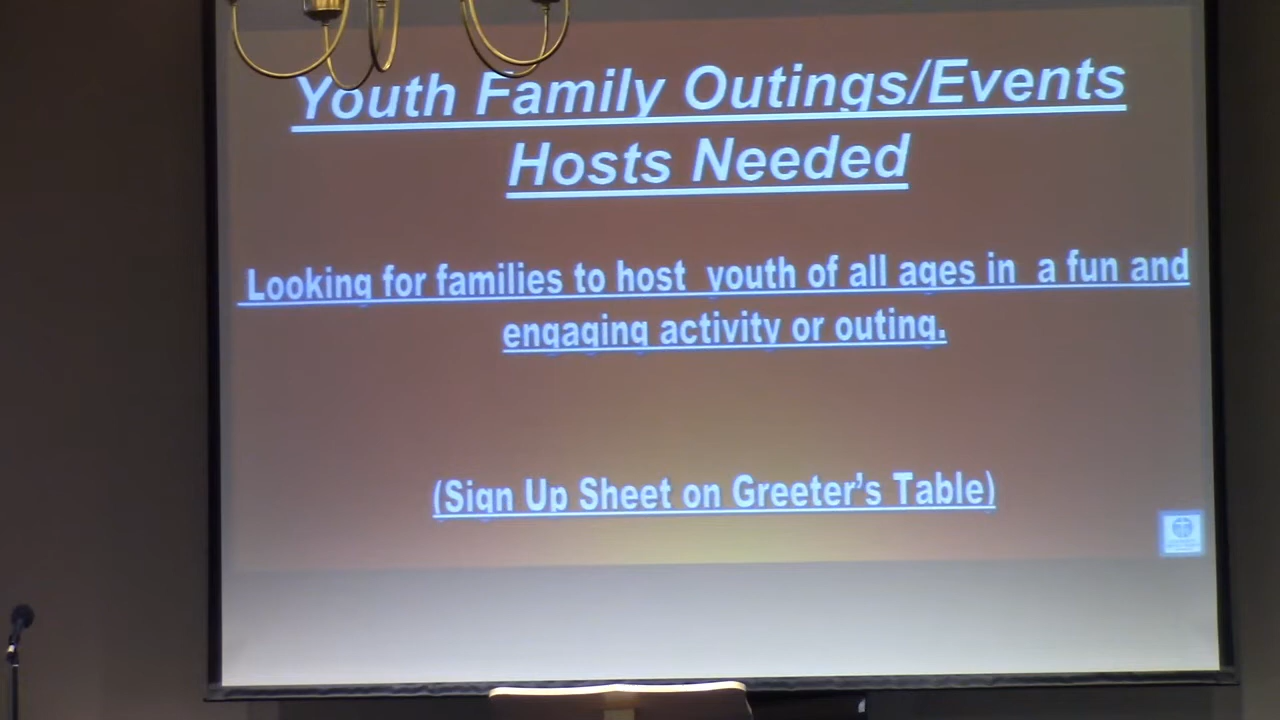 Youth Family Outings/Events
Hosts Needed
Looking for families to host youth of all ages in a fun and
engaging activity or outing.
(Sign Up Sheet on Greeter's Table)